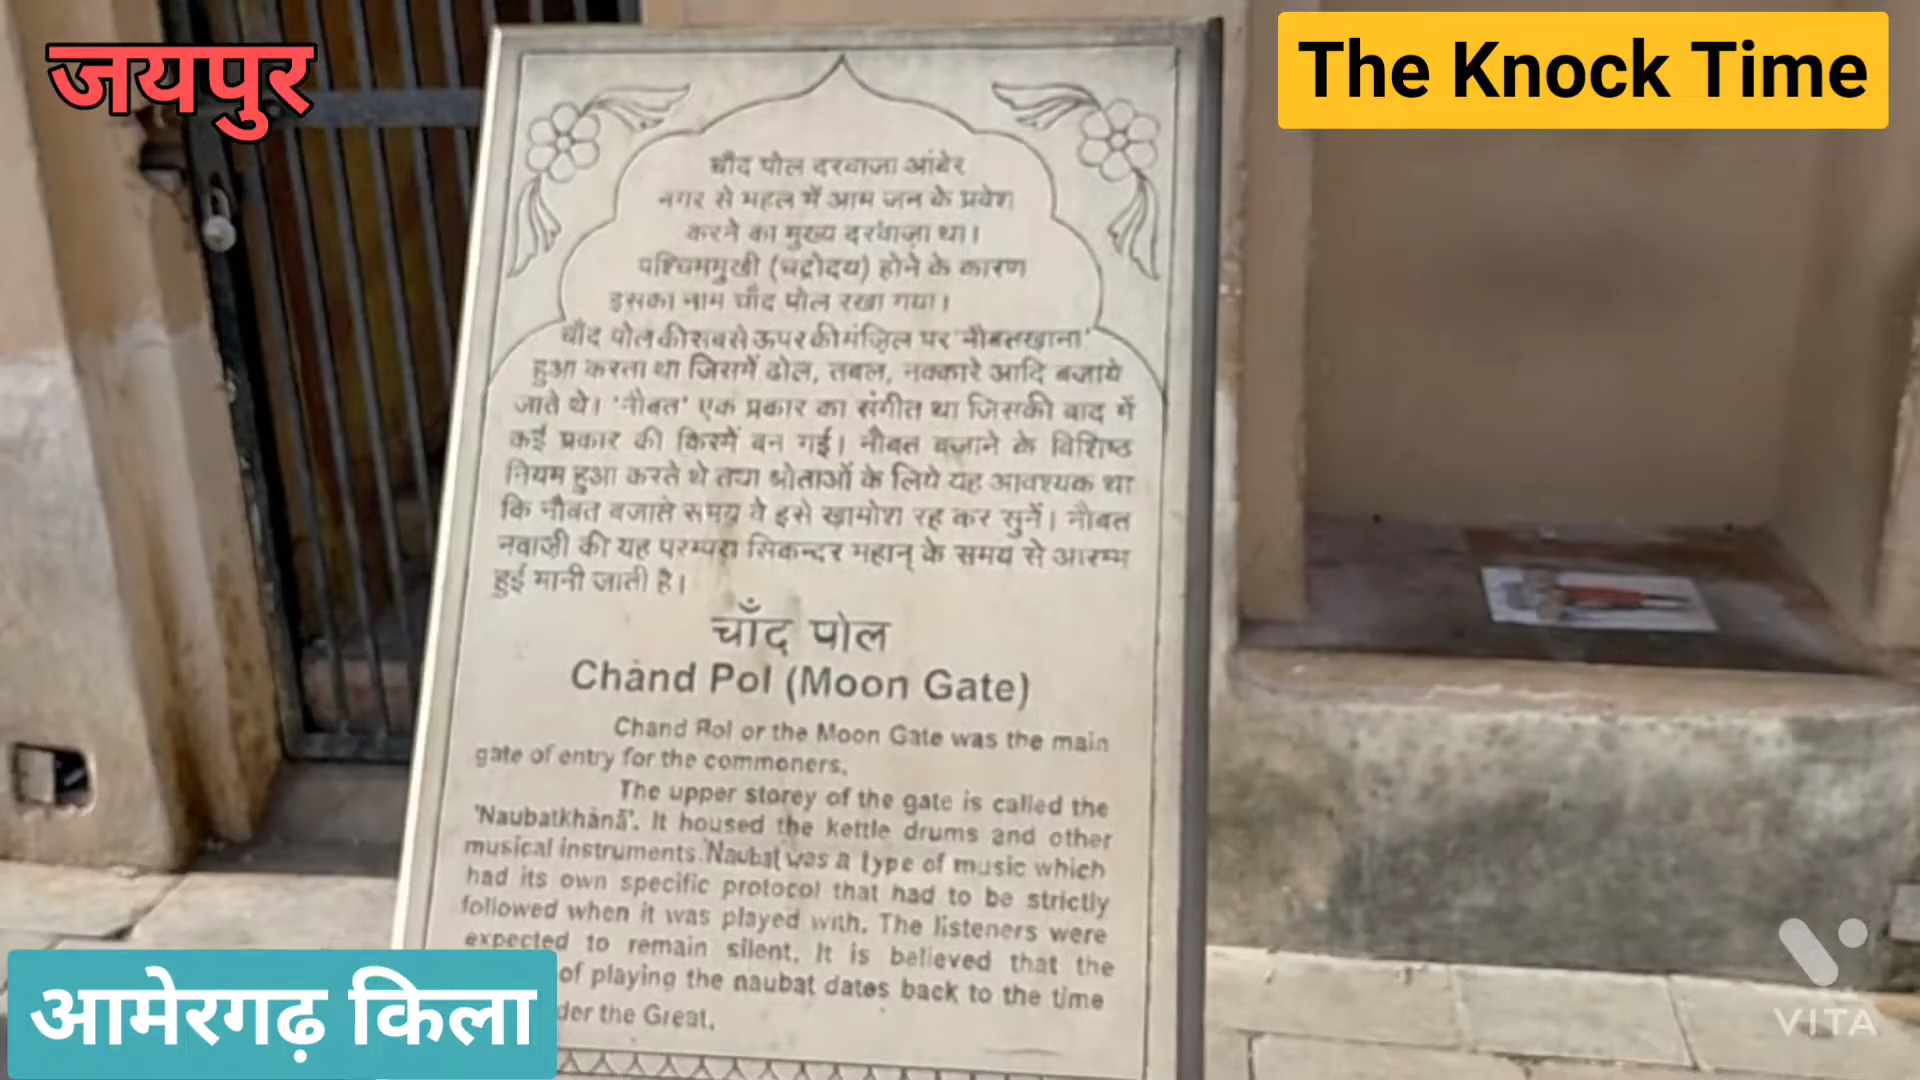 जयपुर
The Knock Time
चाँद पोल दरवाजा आंबेर
नगर से महल में आम जन के प्रवेश
करने का मुख्य दरवाज़ा था।
पश्चिममुखी (चद्रोदय) होने के कारण
इसका नाम चाँद पोल रखा गया।
चाँद पोल की सबसे ऊपर की मंज़िल पर 'नौबतखाना'
हुआ करता था जिसमें ढोल, तबल, नक्कारे आदि बजाये
जाते थे। 'नौबत' एक प्रकार का संगीत था जिसकी बाद में
कई प्रकार की किस्में बन गई। नौबत बजाने के विशिष्ठ
नियम हुआ करते थे तथा श्रोताओं के लिये यह आवश्यक था
कि नौबत बजाते समय वे इसे ख़ामोश रह कर सुनें। नौबत
नवाज़ी की यह परम्परा सिकन्दर महान् के समय से आरम्भ
हुई मानी जाती है।
चाँद पोल
Chand Pol (Moon Gate)
Chand Pol or the Moon Gate was the main
gate of entry for the commoners.
The upper storey of the gate is called the
'Naubatkhānā'. It housed the kettle drums and other
musical instruments. Naubat was a type of music which
had its own specific protocol that had to be strictly
followed when it was played with. The listeners were
expected to remain silent. It is believed that the
of playing the naubat dates back to the time
der the Great.
आमेरगढ़ किला
VITA